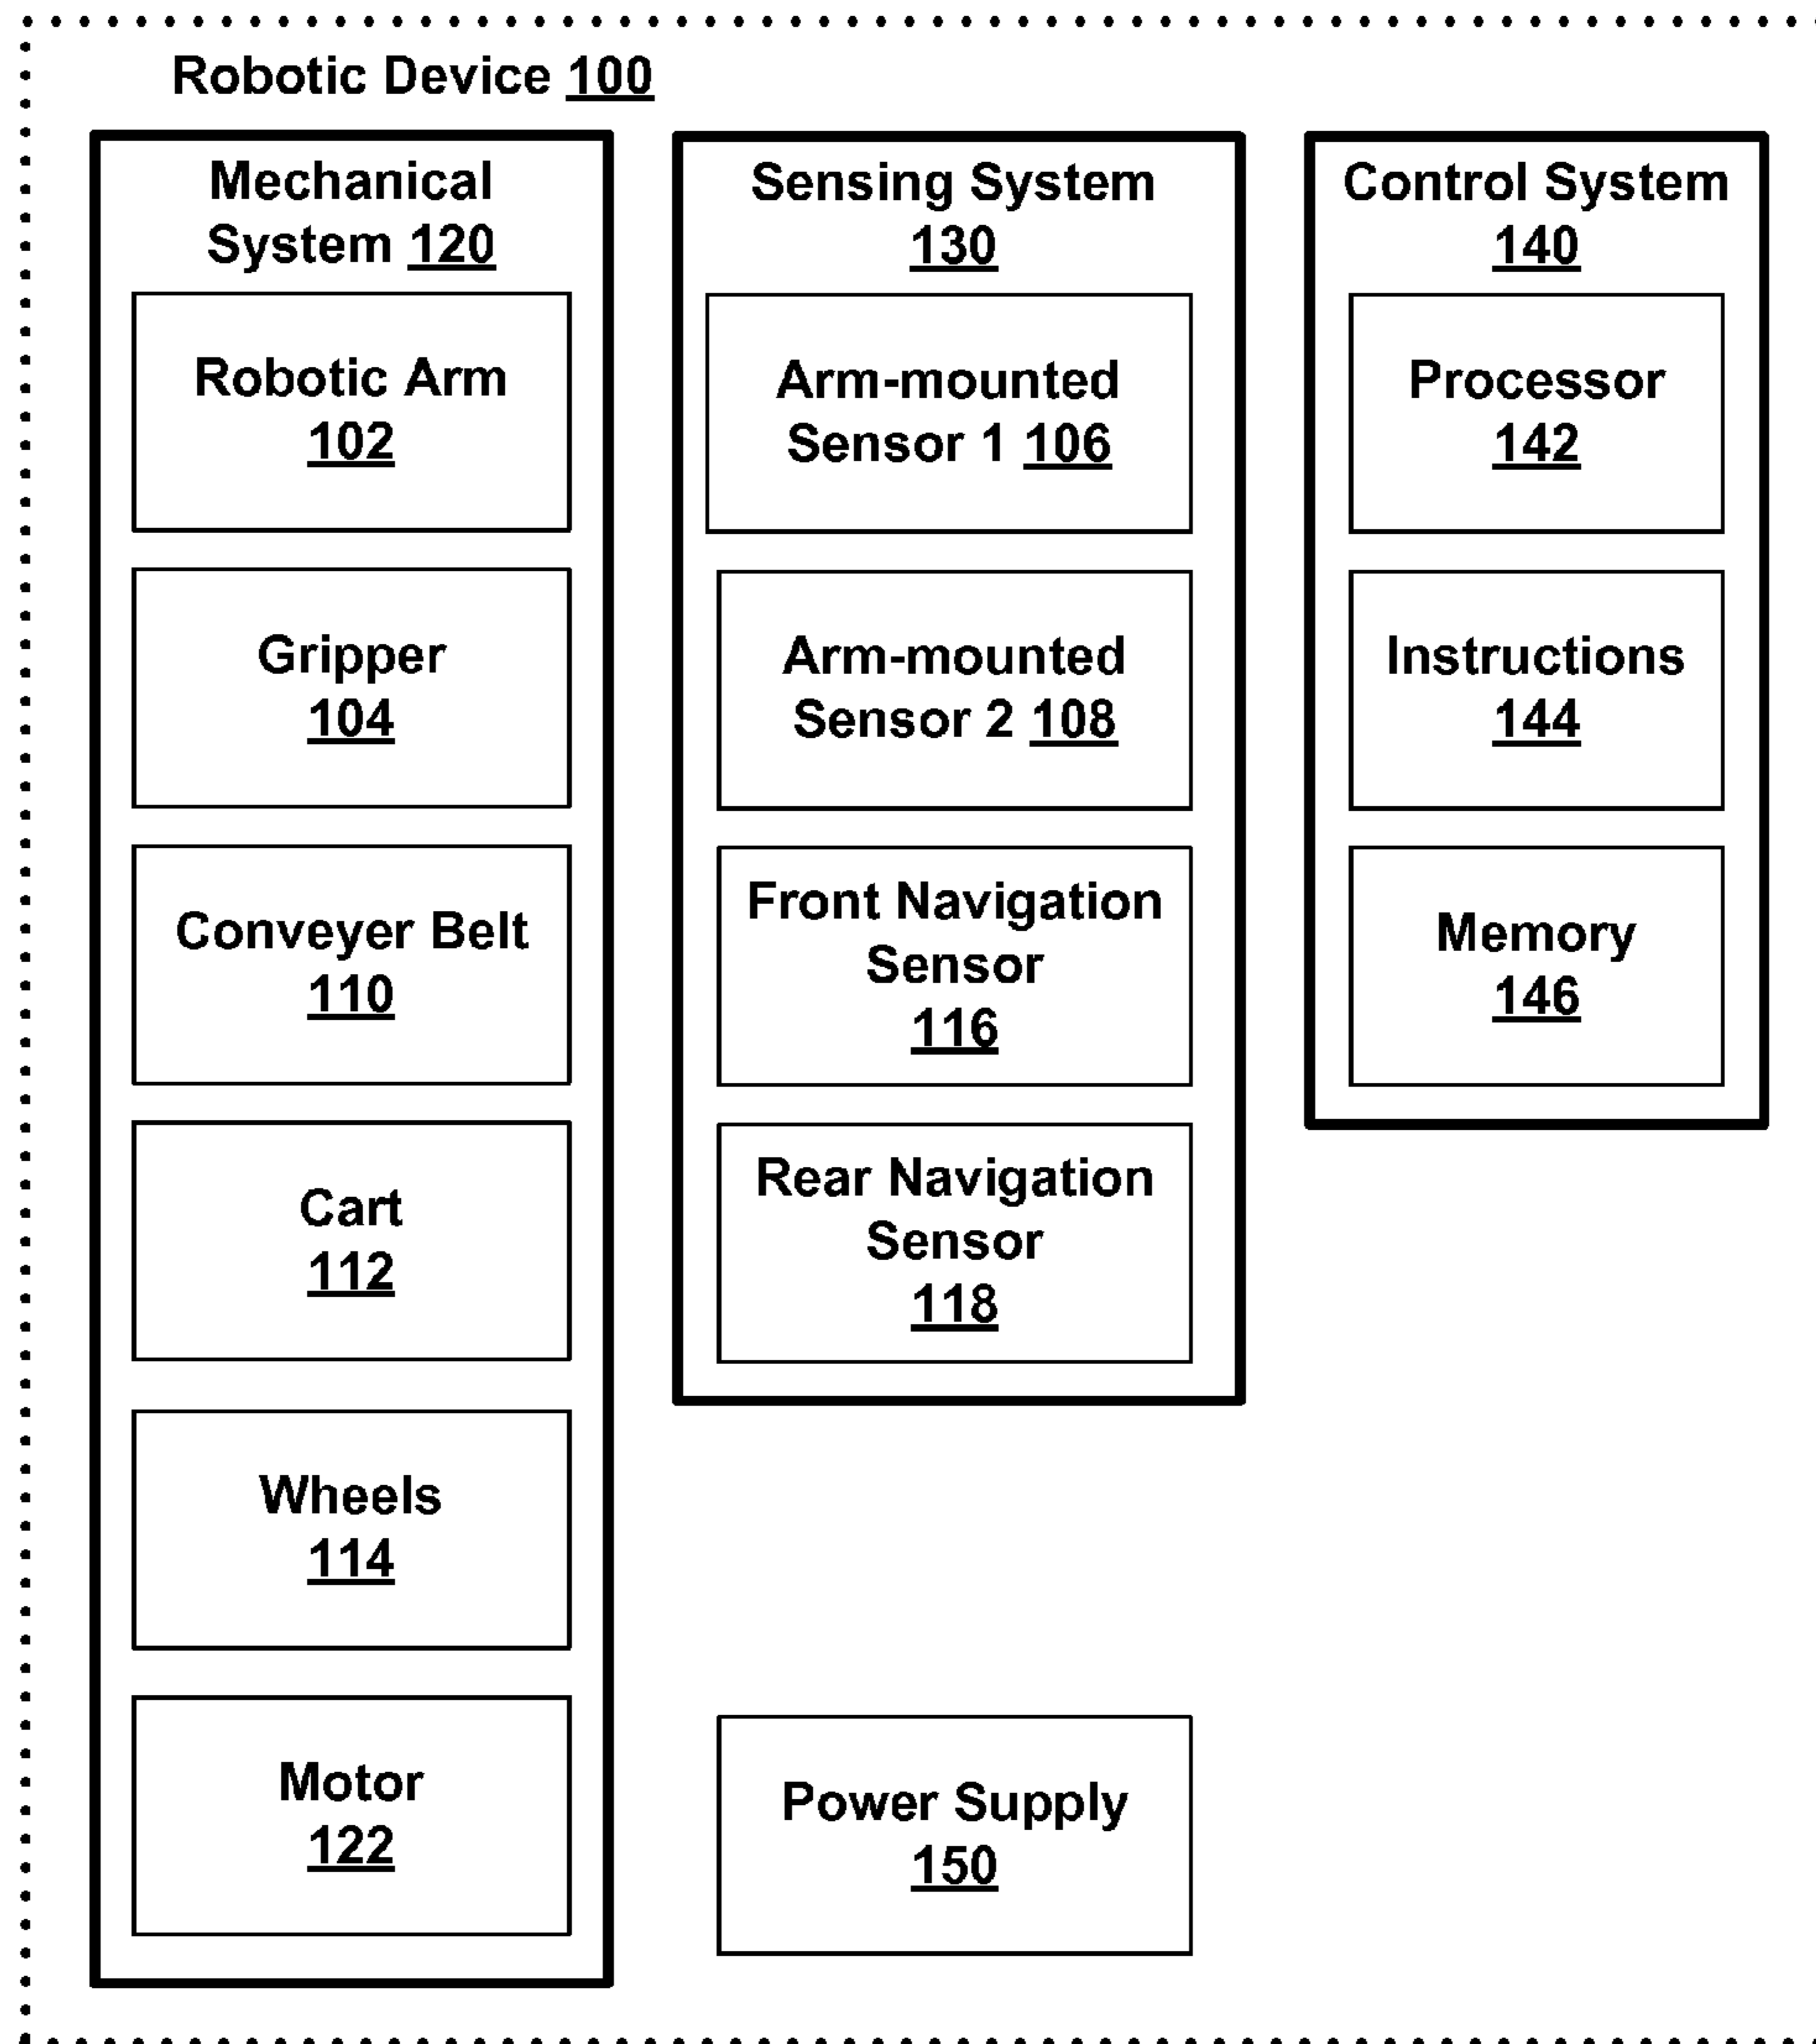 Robotic Device 100
Mechanical
System 120
Robotic Arm
102
Gripper
104
Conveyer Belt
110
Cart
112
Wheels
114
Motor
122
Sensing System
130
Arm-mounted
Sensor 1 106
Arm-mounted
Sensor 2 108
Front Navigation
Sensor
116
Rear Navigation
Sensor
118
Power Supply
150
Control System
140
Processor
142
Instructions
144
Memory
146